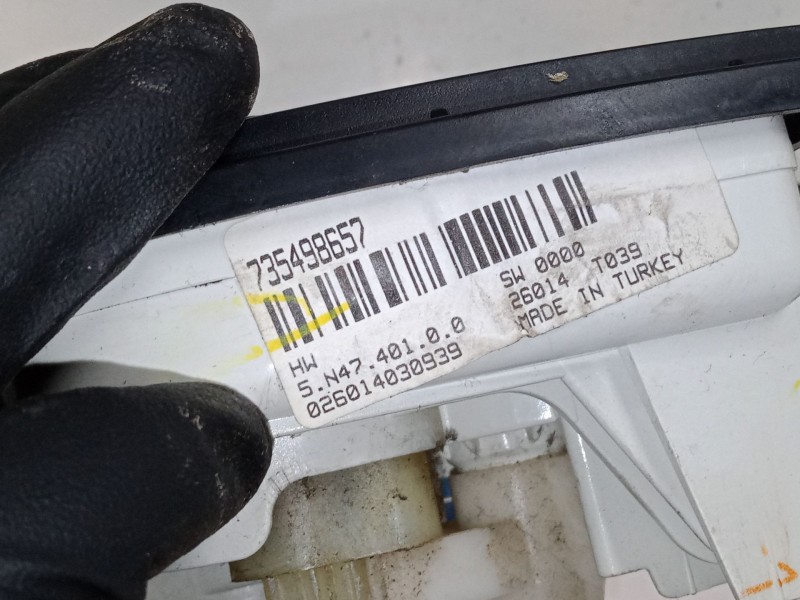 735498657
HW
5.N47.401.0.0
026014030939
SW 0000
26014 T039
MADE IN TURKEY